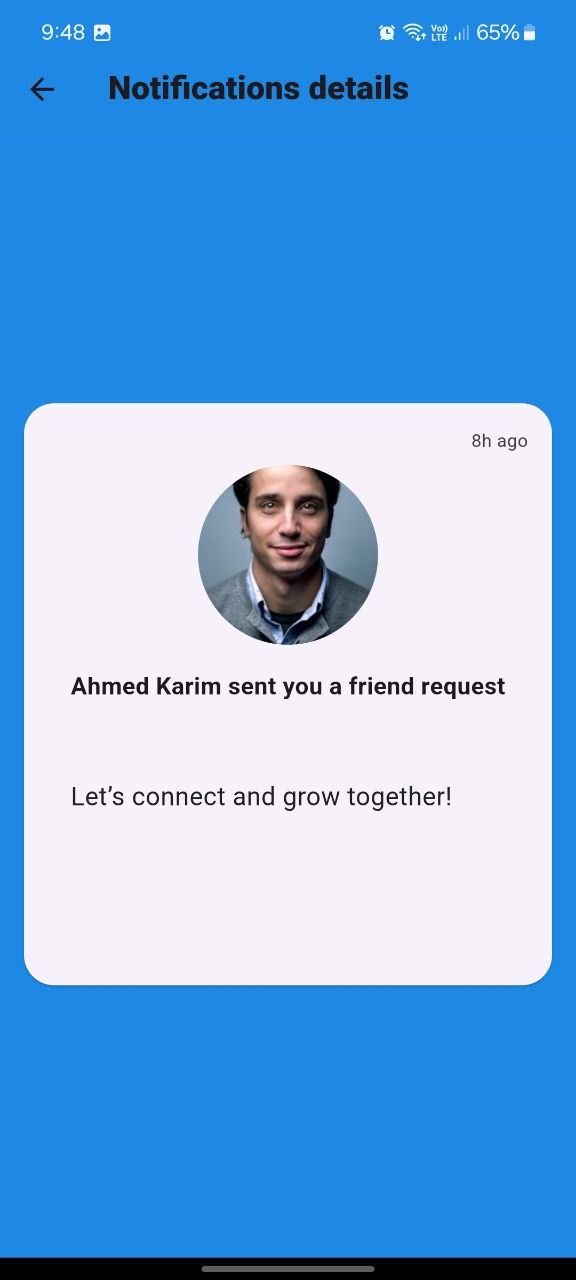 9:48
Vo)) LTE 65%
Notifications details
8h ago
Ahmed Karim sent you a friend request
Let’s connect and grow together!